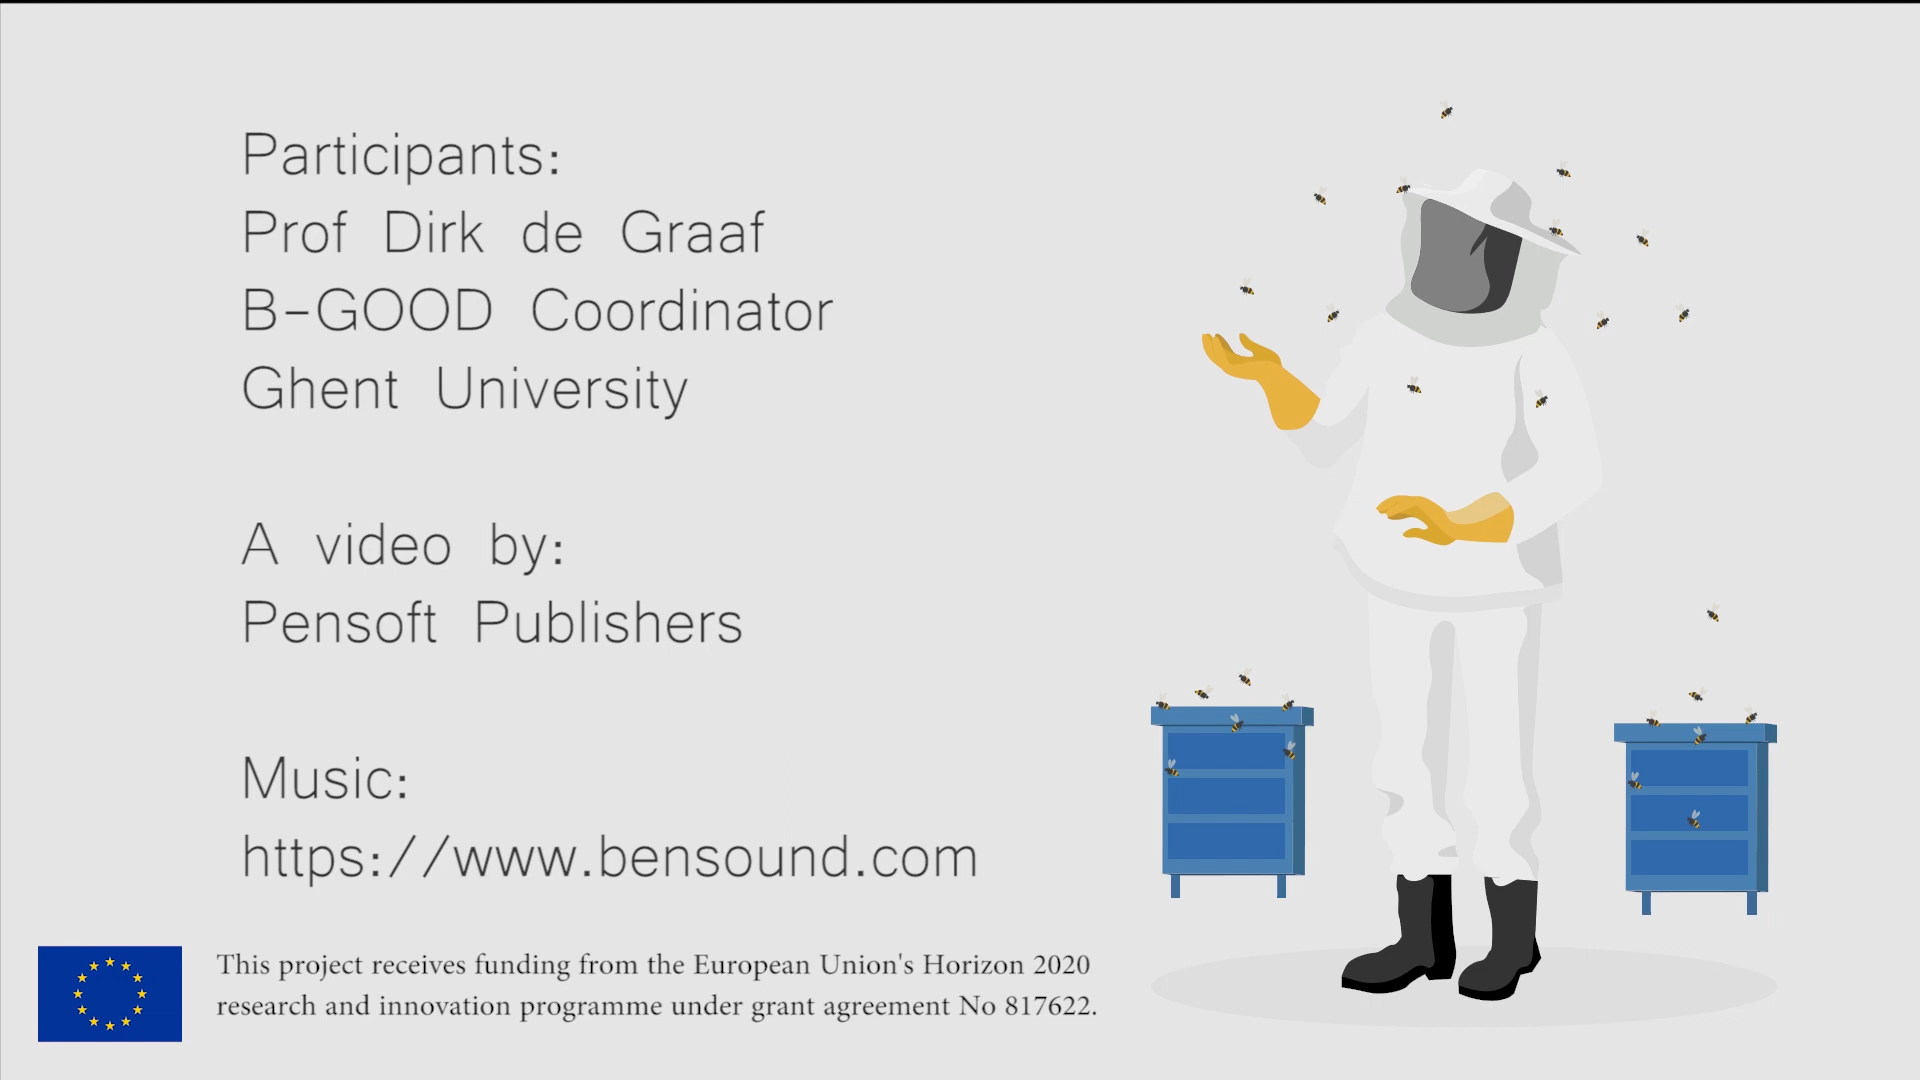 Participants:
Prof Dirk de Graaf
B-GOOD Coordinator
Ghent University
A video by:
Pensoft Publishers
Music:
https://www.bensound.com
This project receives funding from the European Union's Horizon 2020
research and innovation programme under grant agreement No 817622.